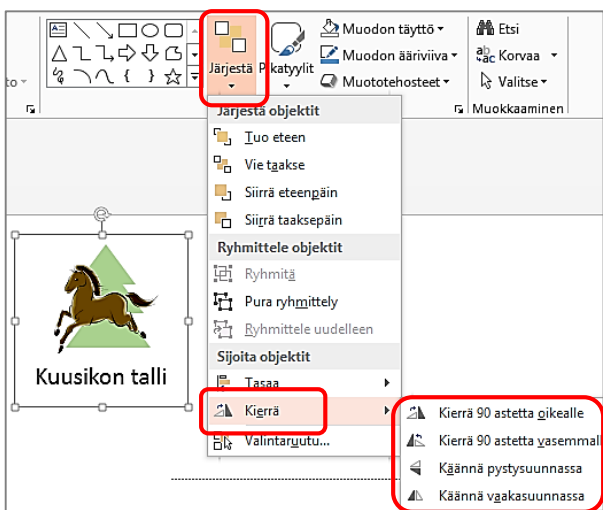 Muodon täyttö
Muodon ääriviiva
Muototehosteet
Järjestä
Pikatyylit
Etsi
Korvaa
Valitse
to
Muokkaaminen
Järjestä objektit
Tuo eteen
Vie taakse
Siirrä eteenpäin
Siirrä taaksepäin
Ryhmittele objektit
Ryhmitä
Pura ryhmittely
Ryhmittele uudelleen
Sijoita objektit
Tasaa
Kierrä
Valintaruutu...
Kierrä 90 astetta oikealle
Kierrä 90 astetta vasemmall
Käännä pystysuunnassa
Käännä vaakasuunnassa
Kuusikon talli